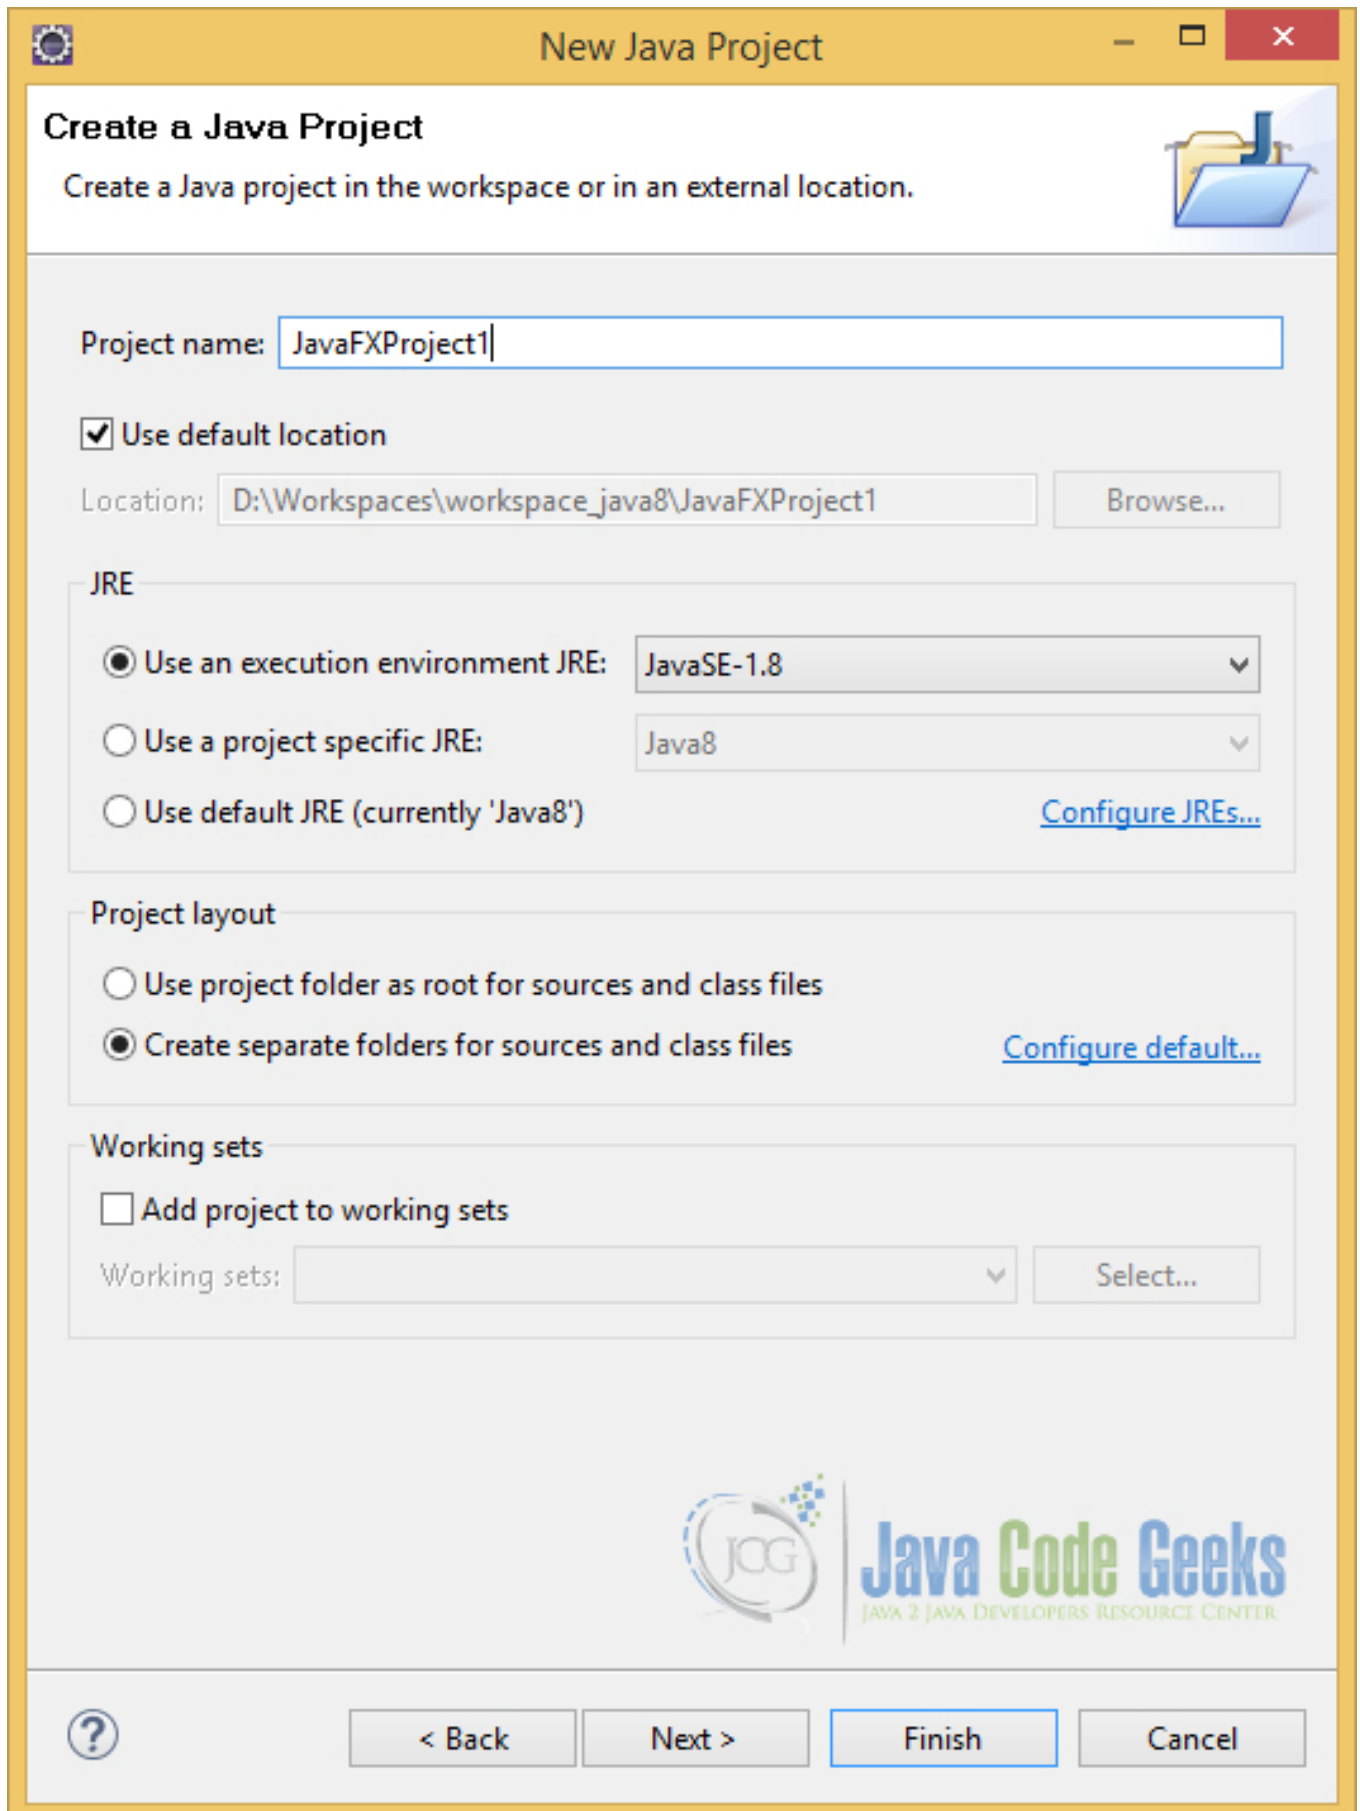 New Java Project
Create a Java Project
Create a Java project in the workspace or in an external location.
Project name: JavaFXProject1
Use default location
Location: D:\Workspaces\workspace_java8\JavaFXProject1 Browse...
JRE
Use an execution environment JRE: JavaSE-1.8
Use a project specific JRE: Java8
Use default JRE (currently 'Java8') Configure JREs...
Project layout
Use project folder as root for sources and class files
Create separate folders for sources and class files Configure default...
Working sets
Add project to working sets
Working sets: Select...
JCG Java Code Geeks
JAVA 2 JAVA DEVELOPERS RESOURCE CENTER
? < Back Next > Finish Cancel